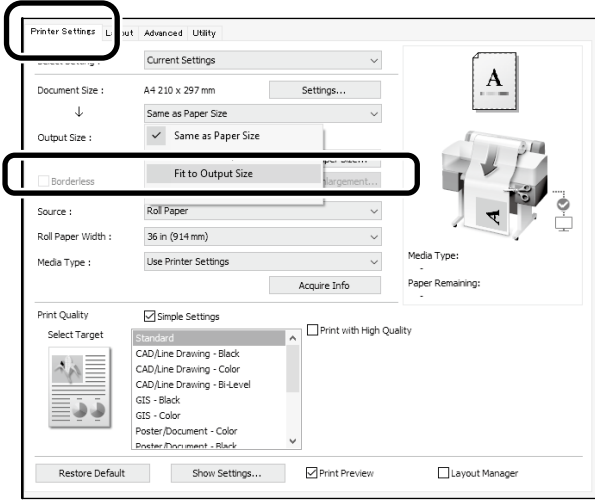 Printer Settings Layout Advanced Utility
Current Settings
Document Size : A4 210 x 297 mm Settings...
↓ Same as Paper Size
Output Size : ✓ Same as Paper Size
Fit to Output Size
Borderless
Source : Roll Paper
Roll Paper Width : 36 in (914 mm)
Media Type : Use Printer Settings
Acquire Info
A
A
Media Type:
-
Paper Remaining:
-
Print Quality Simple Settings
Select Target
Standard
CAD/Line Drawing - Black
CAD/Line Drawing - Color
CAD/Line Drawing - Bi-Level
GIS - Black
GIS - Color
Poster/Document - Color
Poster/Document - Black
Print with High Quality
Restore Default Show Settings... Print Preview Layout Manager